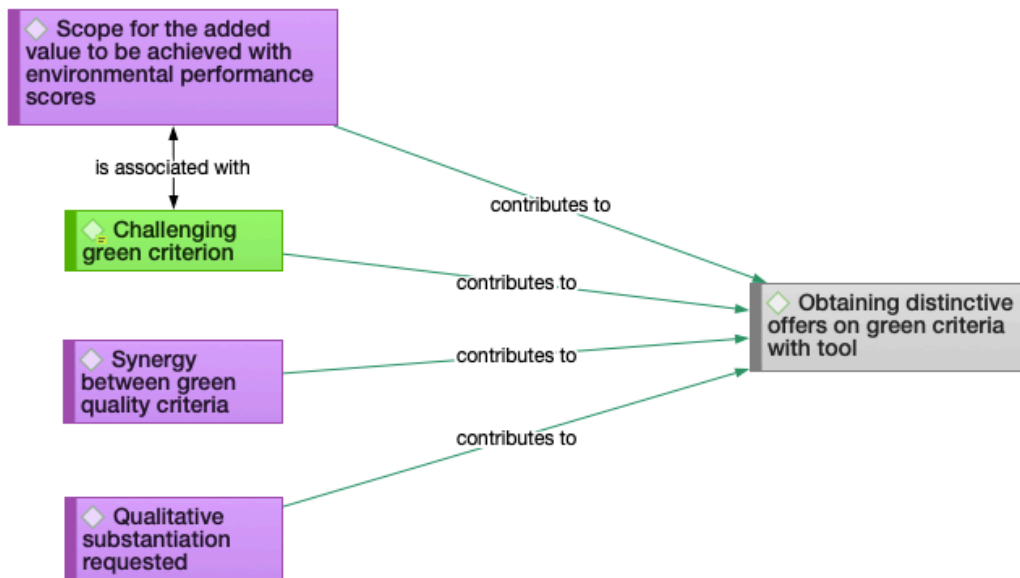 Scope for the added
value to be achieved with
environmental performance
scores
is associated with
contributes to
Challenging
green criterion
contributes to
Obtaining distinctive
offers on green criteria
with tool
Synergy
between green
quality criteria
contributes to
contributes to
Qualitative
substantiation
requested